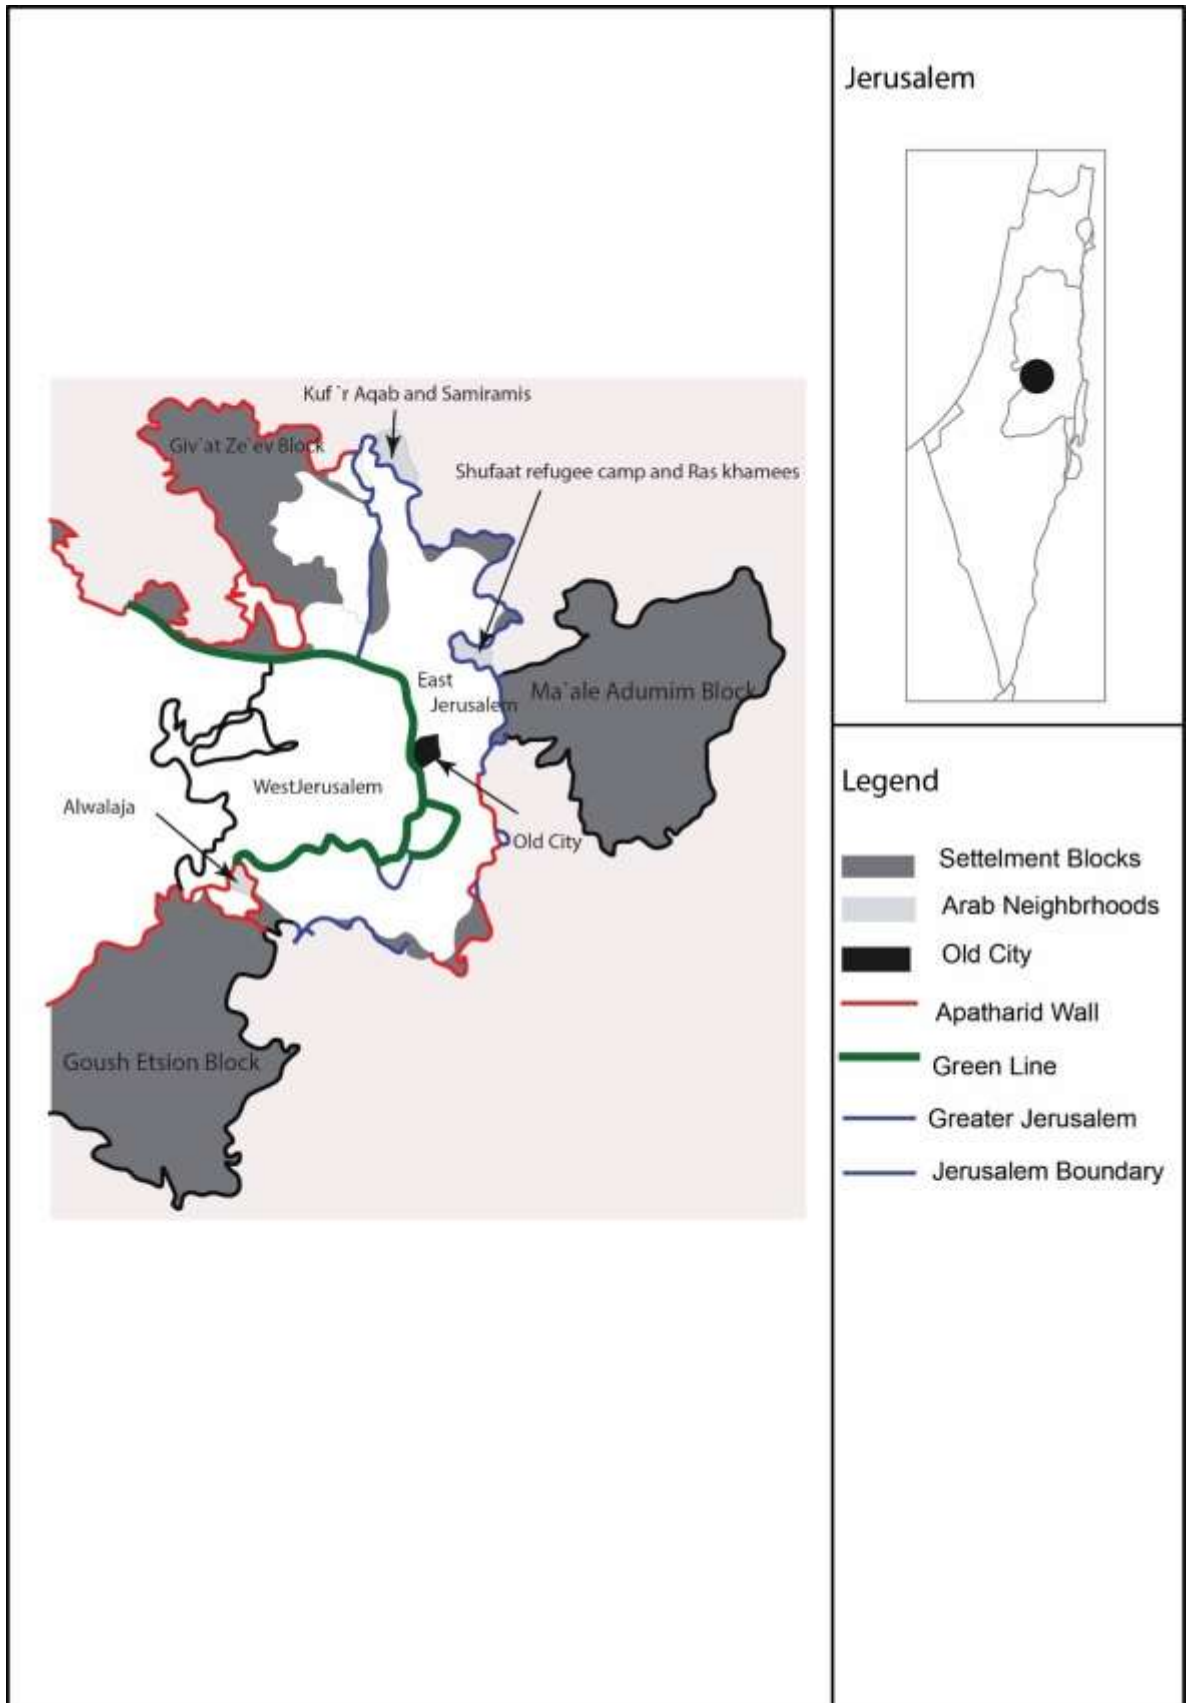 Jerusalem
Kuf `r Aqab and Samiramis
Giv`at Ze`ev Block
Shufaat refugee camp and Ras khamees
East
Jerusalem
Ma`ale Adumim Block
WestJerusalem
Alwalaja
Old City
Goush Etsion Block
Legend
Settelment Blocks
Arab Neighbrhoods
Old City
Apatharid Wall
Green Line
Greater Jerusalem
Jerusalem Boundary